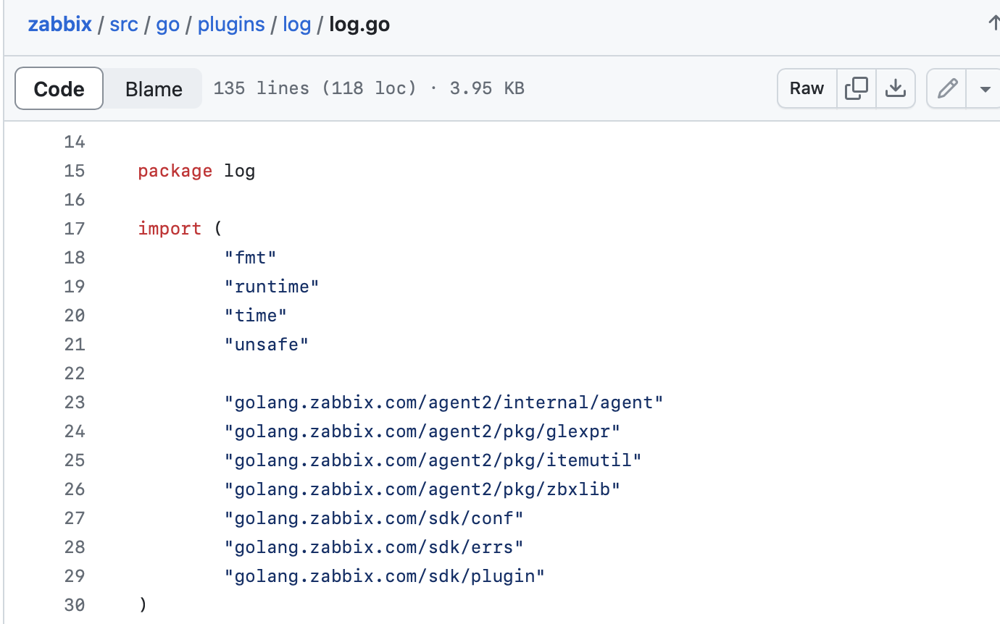 zabbix / src / go / plugins / log / log.go
Code Blame 135 lines (118 loc) · 3.95 KB Raw
14
15 package log
16
17 import (
18 "fmt"
19 "runtime"
20 "time"
21 "unsafe"
22
23 "golang.zabbix.com/agent2/internal/agent"
24 "golang.zabbix.com/agent2/pkg/glexpr"
25 "golang.zabbix.com/agent2/pkg/itemutil"
26 "golang.zabbix.com/agent2/pkg/zbxlib"
27 "golang.zabbix.com/sdk/conf"
28 "golang.zabbix.com/sdk/errs"
29 "golang.zabbix.com/sdk/plugin"
30 )